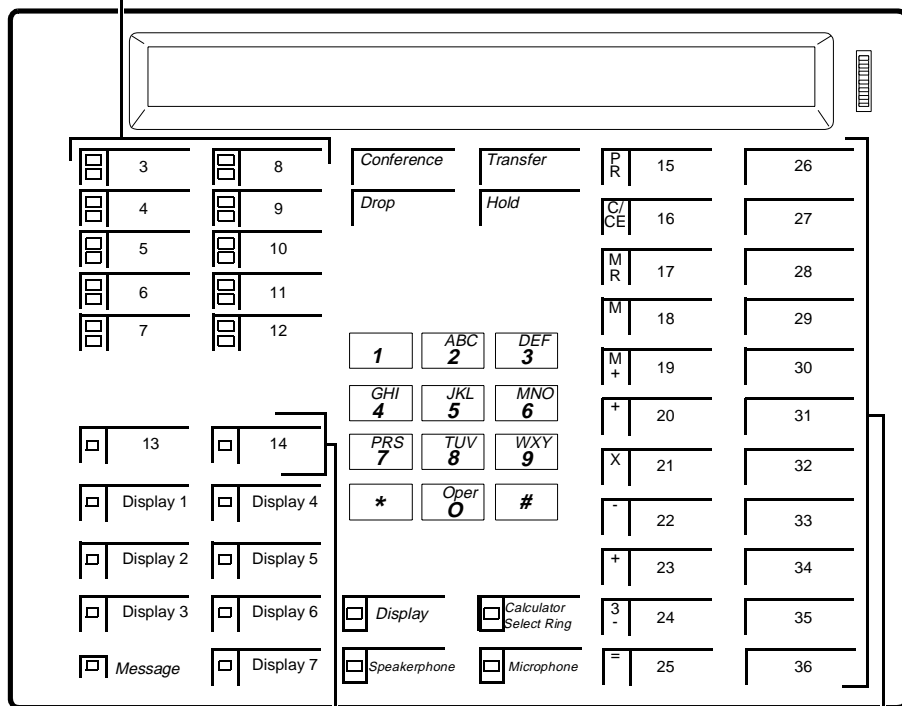 3 8
4 9
5 10
6 11
7 12
13 14
Display 1 Display 4
Display 2 Display 5
Display 3 Display 6
Message Display 7
Conference Transfer
Drop Hold
1 ABC 2 DEF 3
GHI 4 JKL 5 MNO 6
PRS 7 TUV 8 WXY 9
* Oper O #
Display Calculator Select Ring
Speakerphone Microphone
P R 15 26
C/ CE 16 27
M R 17 28
M 18 29
M + 19 30
+ 20 31
X 21 32
- 22 33
+ 23 34
3 - 24 35
= 25 36